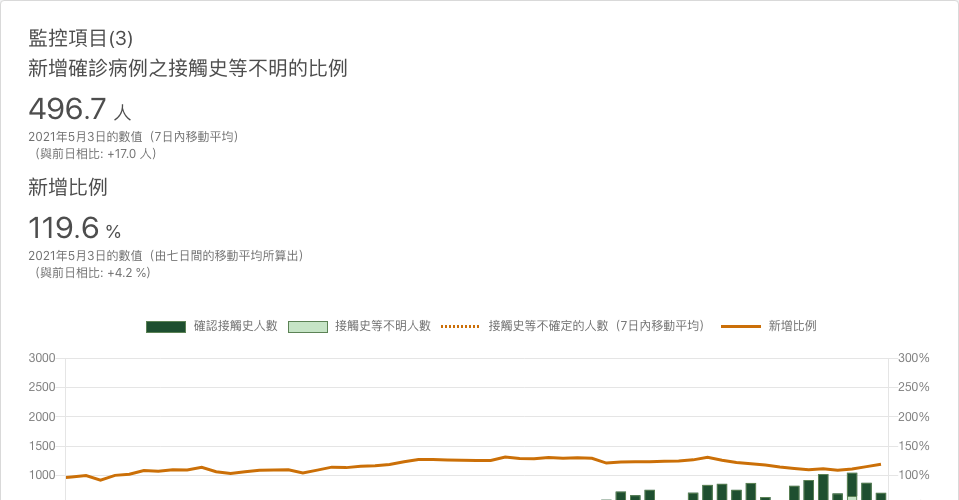 監控項目(3)
新增確診病例之接觸史等不明的比例
496.7 人
2021年5月3日的數值（7日內移動平均）
（與前日相比: +17.0 人）
新增比例
119.6 %
2021年5月3日的數值（由七日間的移動平均所算出）
（與前日相比: +4.2 %）
確認接觸史人數 接觸史等不明人數 接觸史等不確定的人數（7日內移動平均） 新增比例
3000 300%
2500 250%
2000 200%
1500 150%
1000 100%